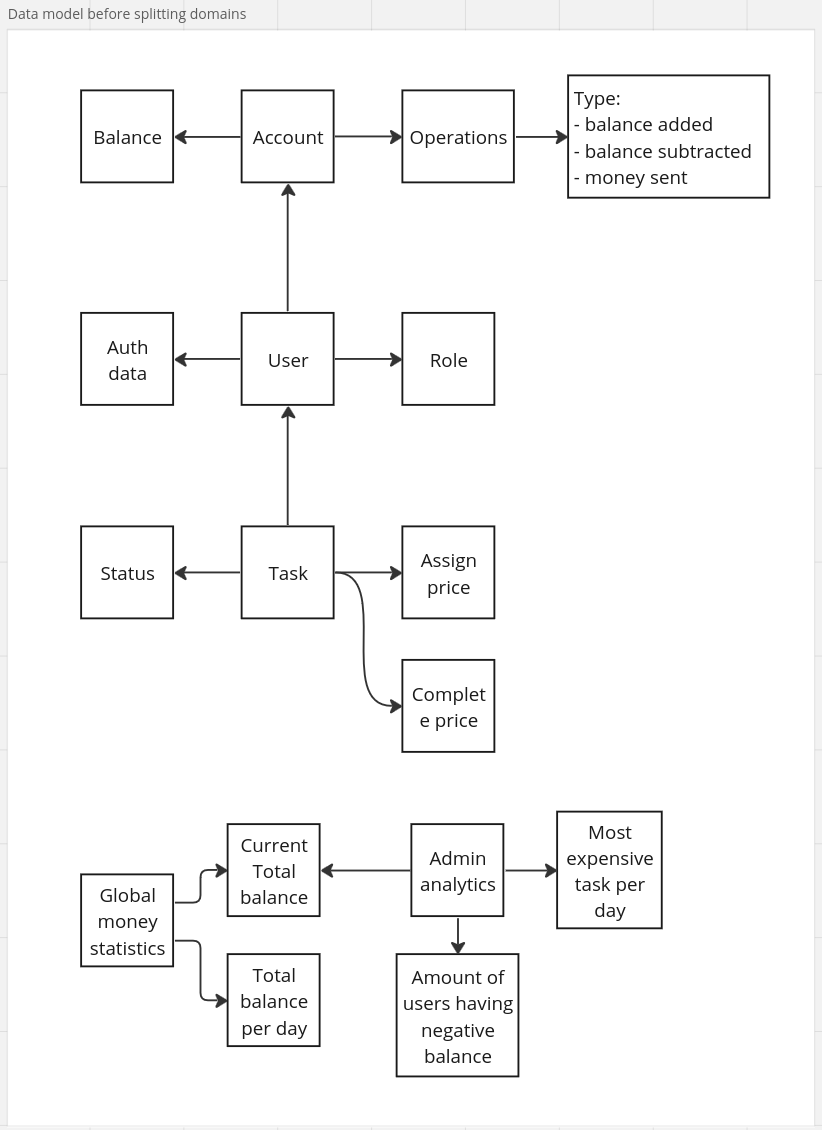 Data model before splitting domains
Balance
Account
Operations
Type:
- balance added
- balance subtracted
- money sent
Auth
data
User
Role
Status
Task
Assign
price
Complet
e price
Global
money
statistics
Current
Total
balance
Total
balance
per day
Admin
analytics
Most
expensive
task per
day
Amount of
users having
negative
balance